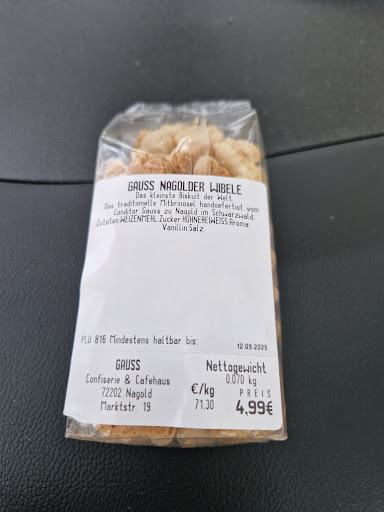 GAUSS NAGOLDER WIBELE
Das kleinste Biskuit der Welt.
Das traditionelle Mitbrinosel handgefertigt vom
Conditor Gauss zu Nagold im Schwarzwald.
Zutaten:WEIZENMEHL,Zucker,HÜHNEREIWEISS,Aroma:
Vanillin,Salz.
PLU 816 Mindestens haltbar bis: 12.09.2025
GAUSS
Confiserie & Cafehaus
72202 Nagold
Marktstr. 19
Nettogewicht
0,070 kg
€/kg PREIS
71,30 4,99€